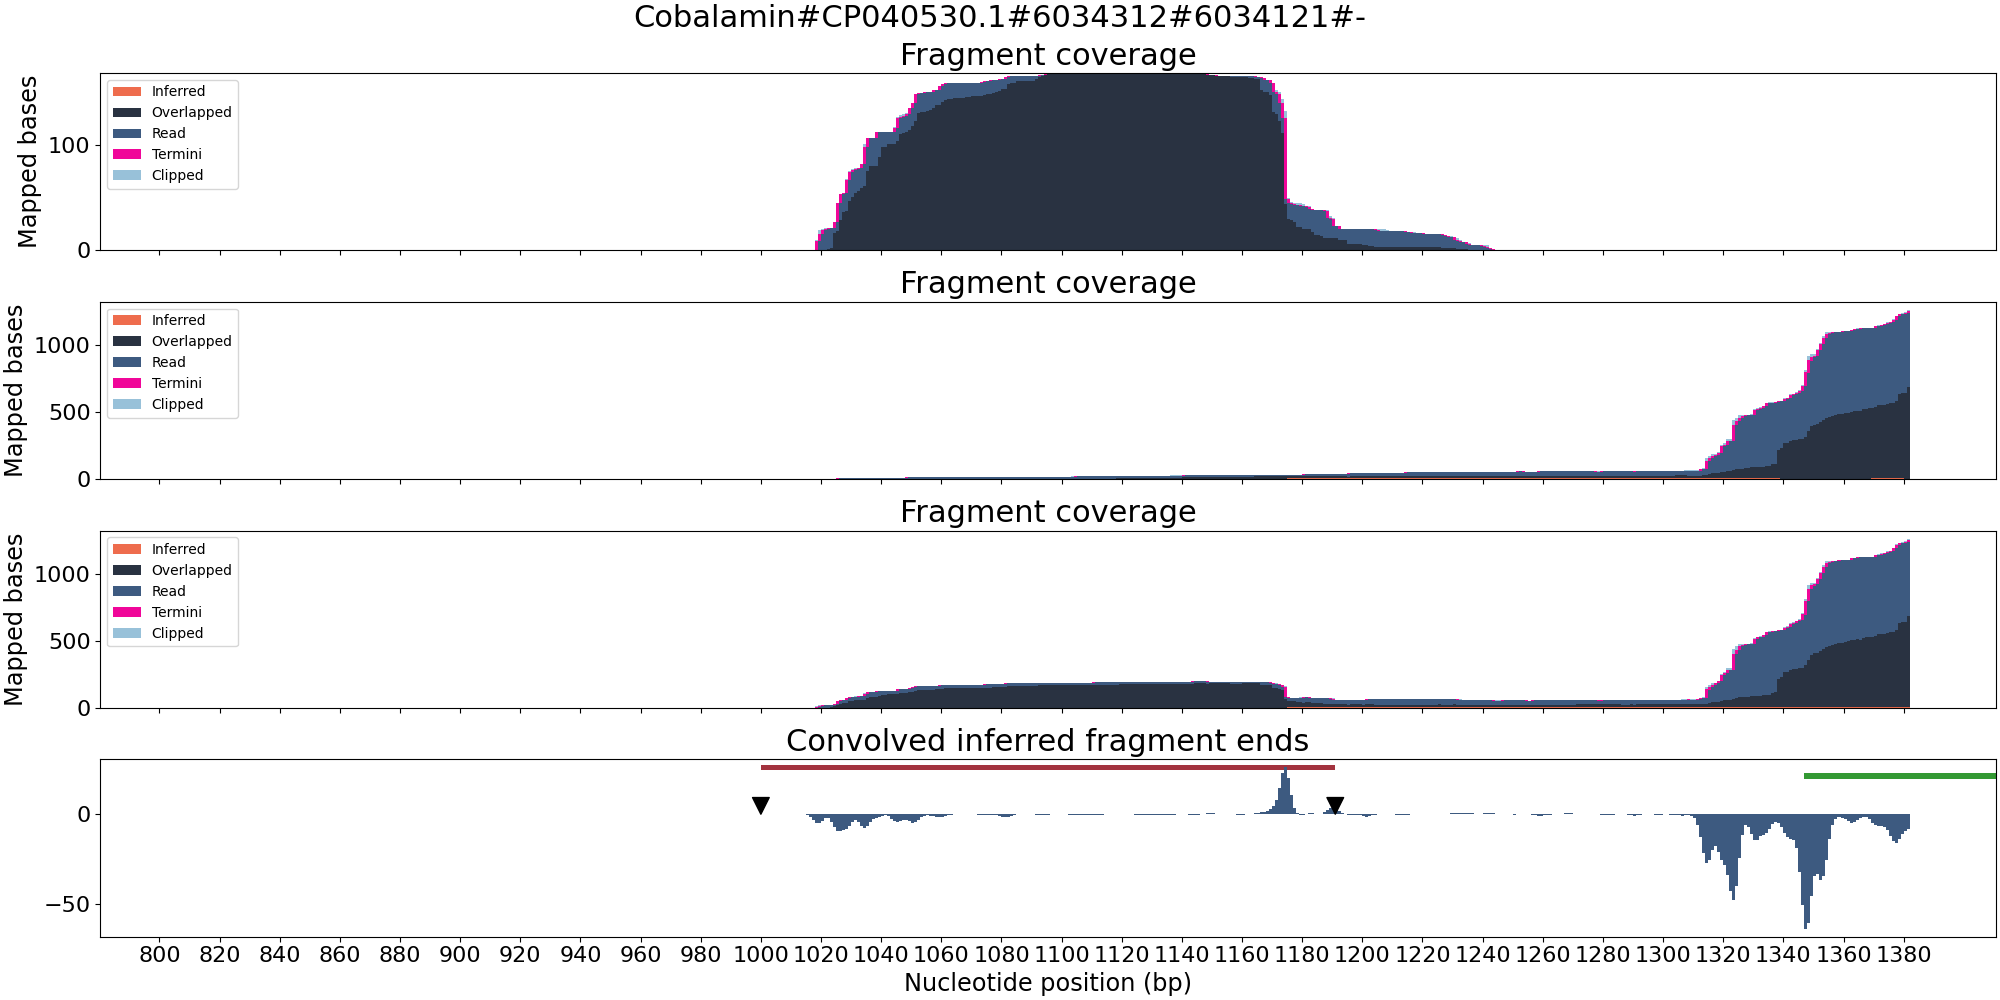 Cobalamin#CP040530.1#6034312#6034121#-
Fragment coverage
Mapped bases
100
0
Inferred
Overlapped
Read
Termini
Clipped
Fragment coverage
Mapped bases
1000
500
0
Inferred
Overlapped
Read
Termini
Clipped
Fragment coverage
Mapped bases
1000
500
0
Inferred
Overlapped
Read
Termini
Clipped
Convolved inferred fragment ends
0
−50
800 820 840 860 880 900 920 940 960 980 1000 1020 1040 1060 1080 1100 1120 1140 1160 1180 1200 1220 1240 1260 1280 1300 1320 1340 1360 1380
Nucleotide position (bp)